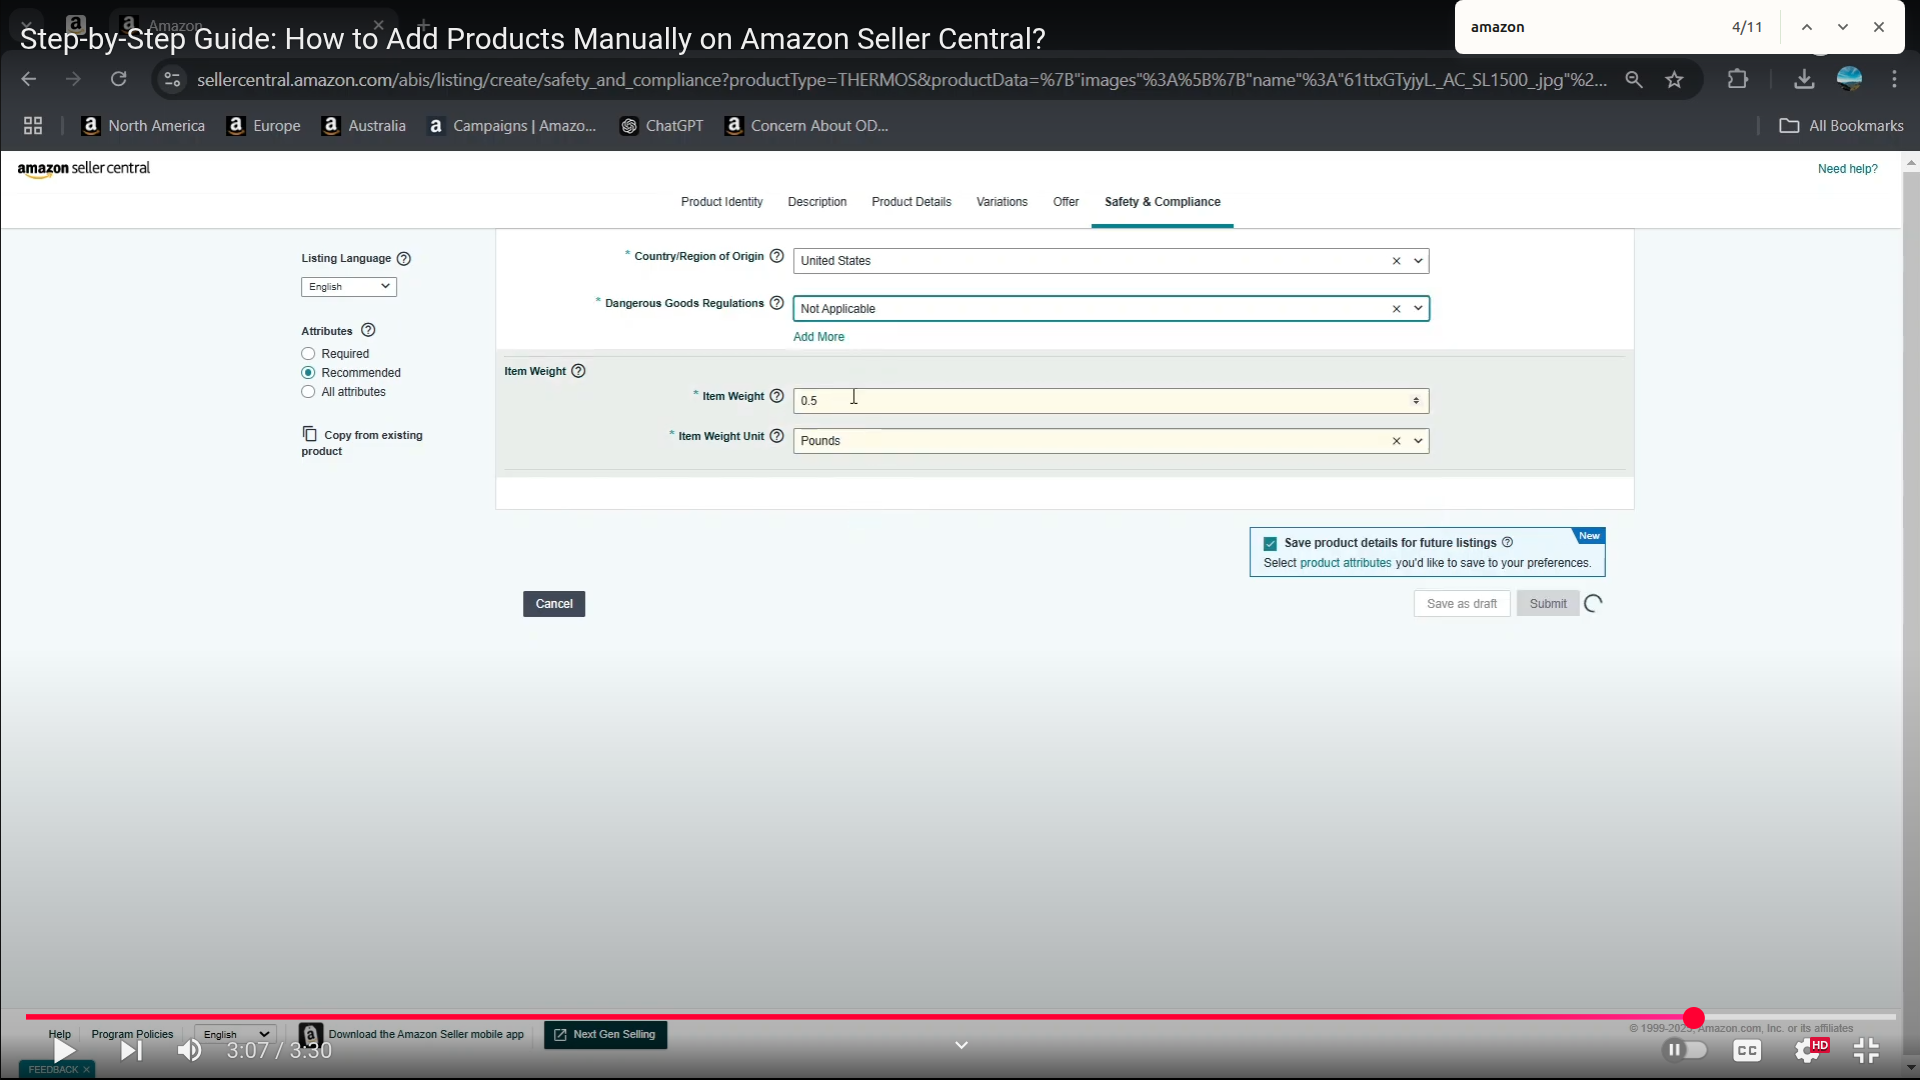 Amazon
Step-by-Step Guide: How to Add Products Manually on Amazon Seller Central?
amazon 4/11
sellercentral.amazon.com/abis/listing/create/safety_and_compliance?productType=THERMOS&productData=%7B"images"%3A%5B%7B"name"%3A"61ttxGTyjyL._AC_SL1500_.jpg"%2...
North America Europe Australia Campaigns | Amazo... ChatGPT Concern About OD... All Bookmarks
amazon seller central Need help?
Product Identity Description Product Details Variations Offer Safety & Compliance
Listing Language
English
Attributes
Required
Recommended
All attributes
Copy from existing
product
* Country/Region of Origin United States
* Dangerous Goods Regulations Not Applicable
Add More
Item Weight
* Item Weight 0.5
* Item Weight Unit Pounds
Save product details for future listings New
Select product attributes you'd like to save to your preferences.
Cancel Save as draft Submit
Help Program Policies English Download the Amazon Seller mobile app Next Gen Selling
Amazon.com, Inc. or its affiliates
3:07 / 3:30 CC HD
FEEDBACK